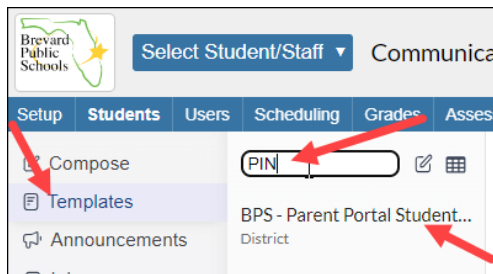 Brevard
Public
Schools
Select Student/Staff ▼
Communica
Setup Students Users Scheduling Grades Asses
Compose
PIN
Templates
BPS - Parent Portal Student...
District
Announcements